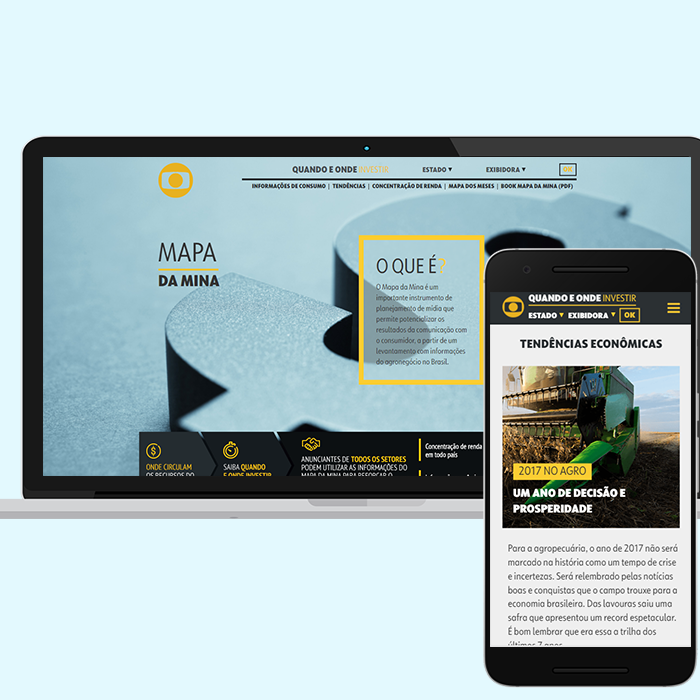 QUANDO E ONDE INVESTIR
ESTADO ▼
EXIBIDORA ▼
OK
INFORMAÇÕES DE CONSUMO | TENDÊNCIAS | CONCENTRAÇÃO DE RENDA | MAPA DOS MESES | BOOK MAPA DA MINA (PDF)
MAPA
DA MINA
O QUE É?
O Mapa da Mina é um
importante instrumento de
planejamento de mídia que
permite potencializar os
resultados da comunicação com
o consumidor, a partir de um
levantamento com informações
do agronegócio no Brasil.
ONDE CIRCULAM
OS RECURSOS DO
SAIBA QUANDO
E ONDE INVESTIR
ANUNCIANTES DE TODOS OS SETORES
PODEM UTILIZAR AS INFORMAÇÕES DO
MAPA DA MINA PARA REFORÇAR O
Concentração de renda
em todo país
QUANDO E ONDE INVESTIR
ESTADO ▼ EXIBIDORA ▼ OK
TENDÊNCIAS ECONÔMICAS
2017 NO AGRO
UM ANO DE DECISÃO E
PROSPERIDADE
Para a agropecuária, o ano de 2017 não será
marcado na história como um tempo de crise
e incertezas. Será relembrado pelas notícias
boas e conquistas que o campo trouxe para a
economia brasileira. Das lavouras saiu uma
safra que apresentou um record espetacular.
É bom lembrar que era essa a trilha dos
últimos 7 anos